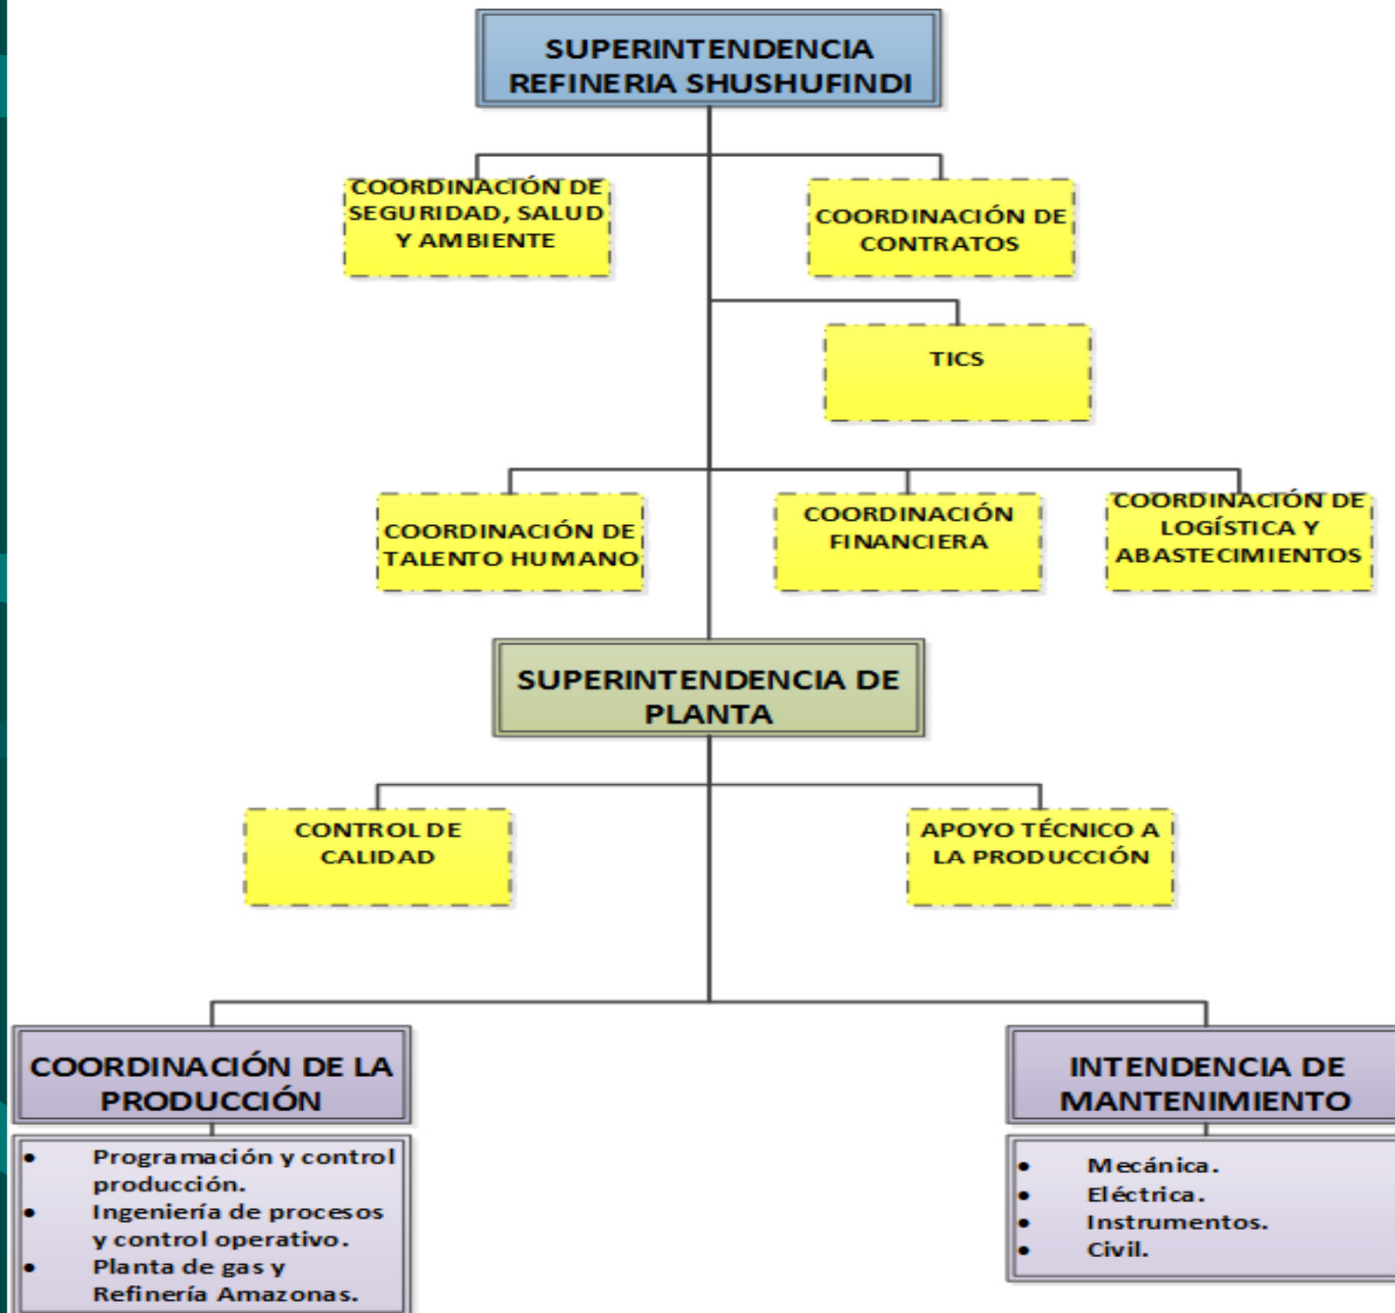 SUPERINTENDENCIA
REFINERIA SHUSHUFINDI
COORDINACIÓN DE
SEGURIDAD, SALUD
Y AMBIENTE
COORDINACIÓN DE
CONTRATOS
TICS
COORDINACIÓN DE
TALENTO HUMANO
COORDINACIÓN
FINANCIERA
COORDINACIÓN DE
LOGÍSTICA Y
ABASTECIMIENTOS
SUPERINTENDENCIA DE
PLANTA
CONTROL DE
CALIDAD
APOYO TÉCNICO A
LA PRODUCCIÓN
COORDINACIÓN DE LA
PRODUCCIÓN
• Programación y control
producción.
• Ingeniería de procesos
y control operativo.
• Planta de gas y
Refinería Amazonas.
INTENDENCIA DE
MANTENIMIENTO
• Mecánica.
• Eléctrica.
• Instrumentos.
• Civil.